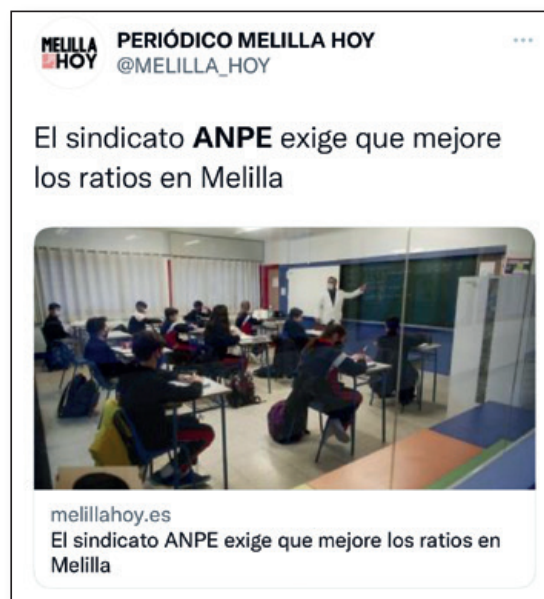 MELILLA
HOY
PERIÓDICO MELILLA HOY
@MELILLA_HOY
El sindicato ANPE exige que mejore
los ratios en Melilla
melillahoy.es
El sindicato ANPE exige que mejore los ratios en
Melilla